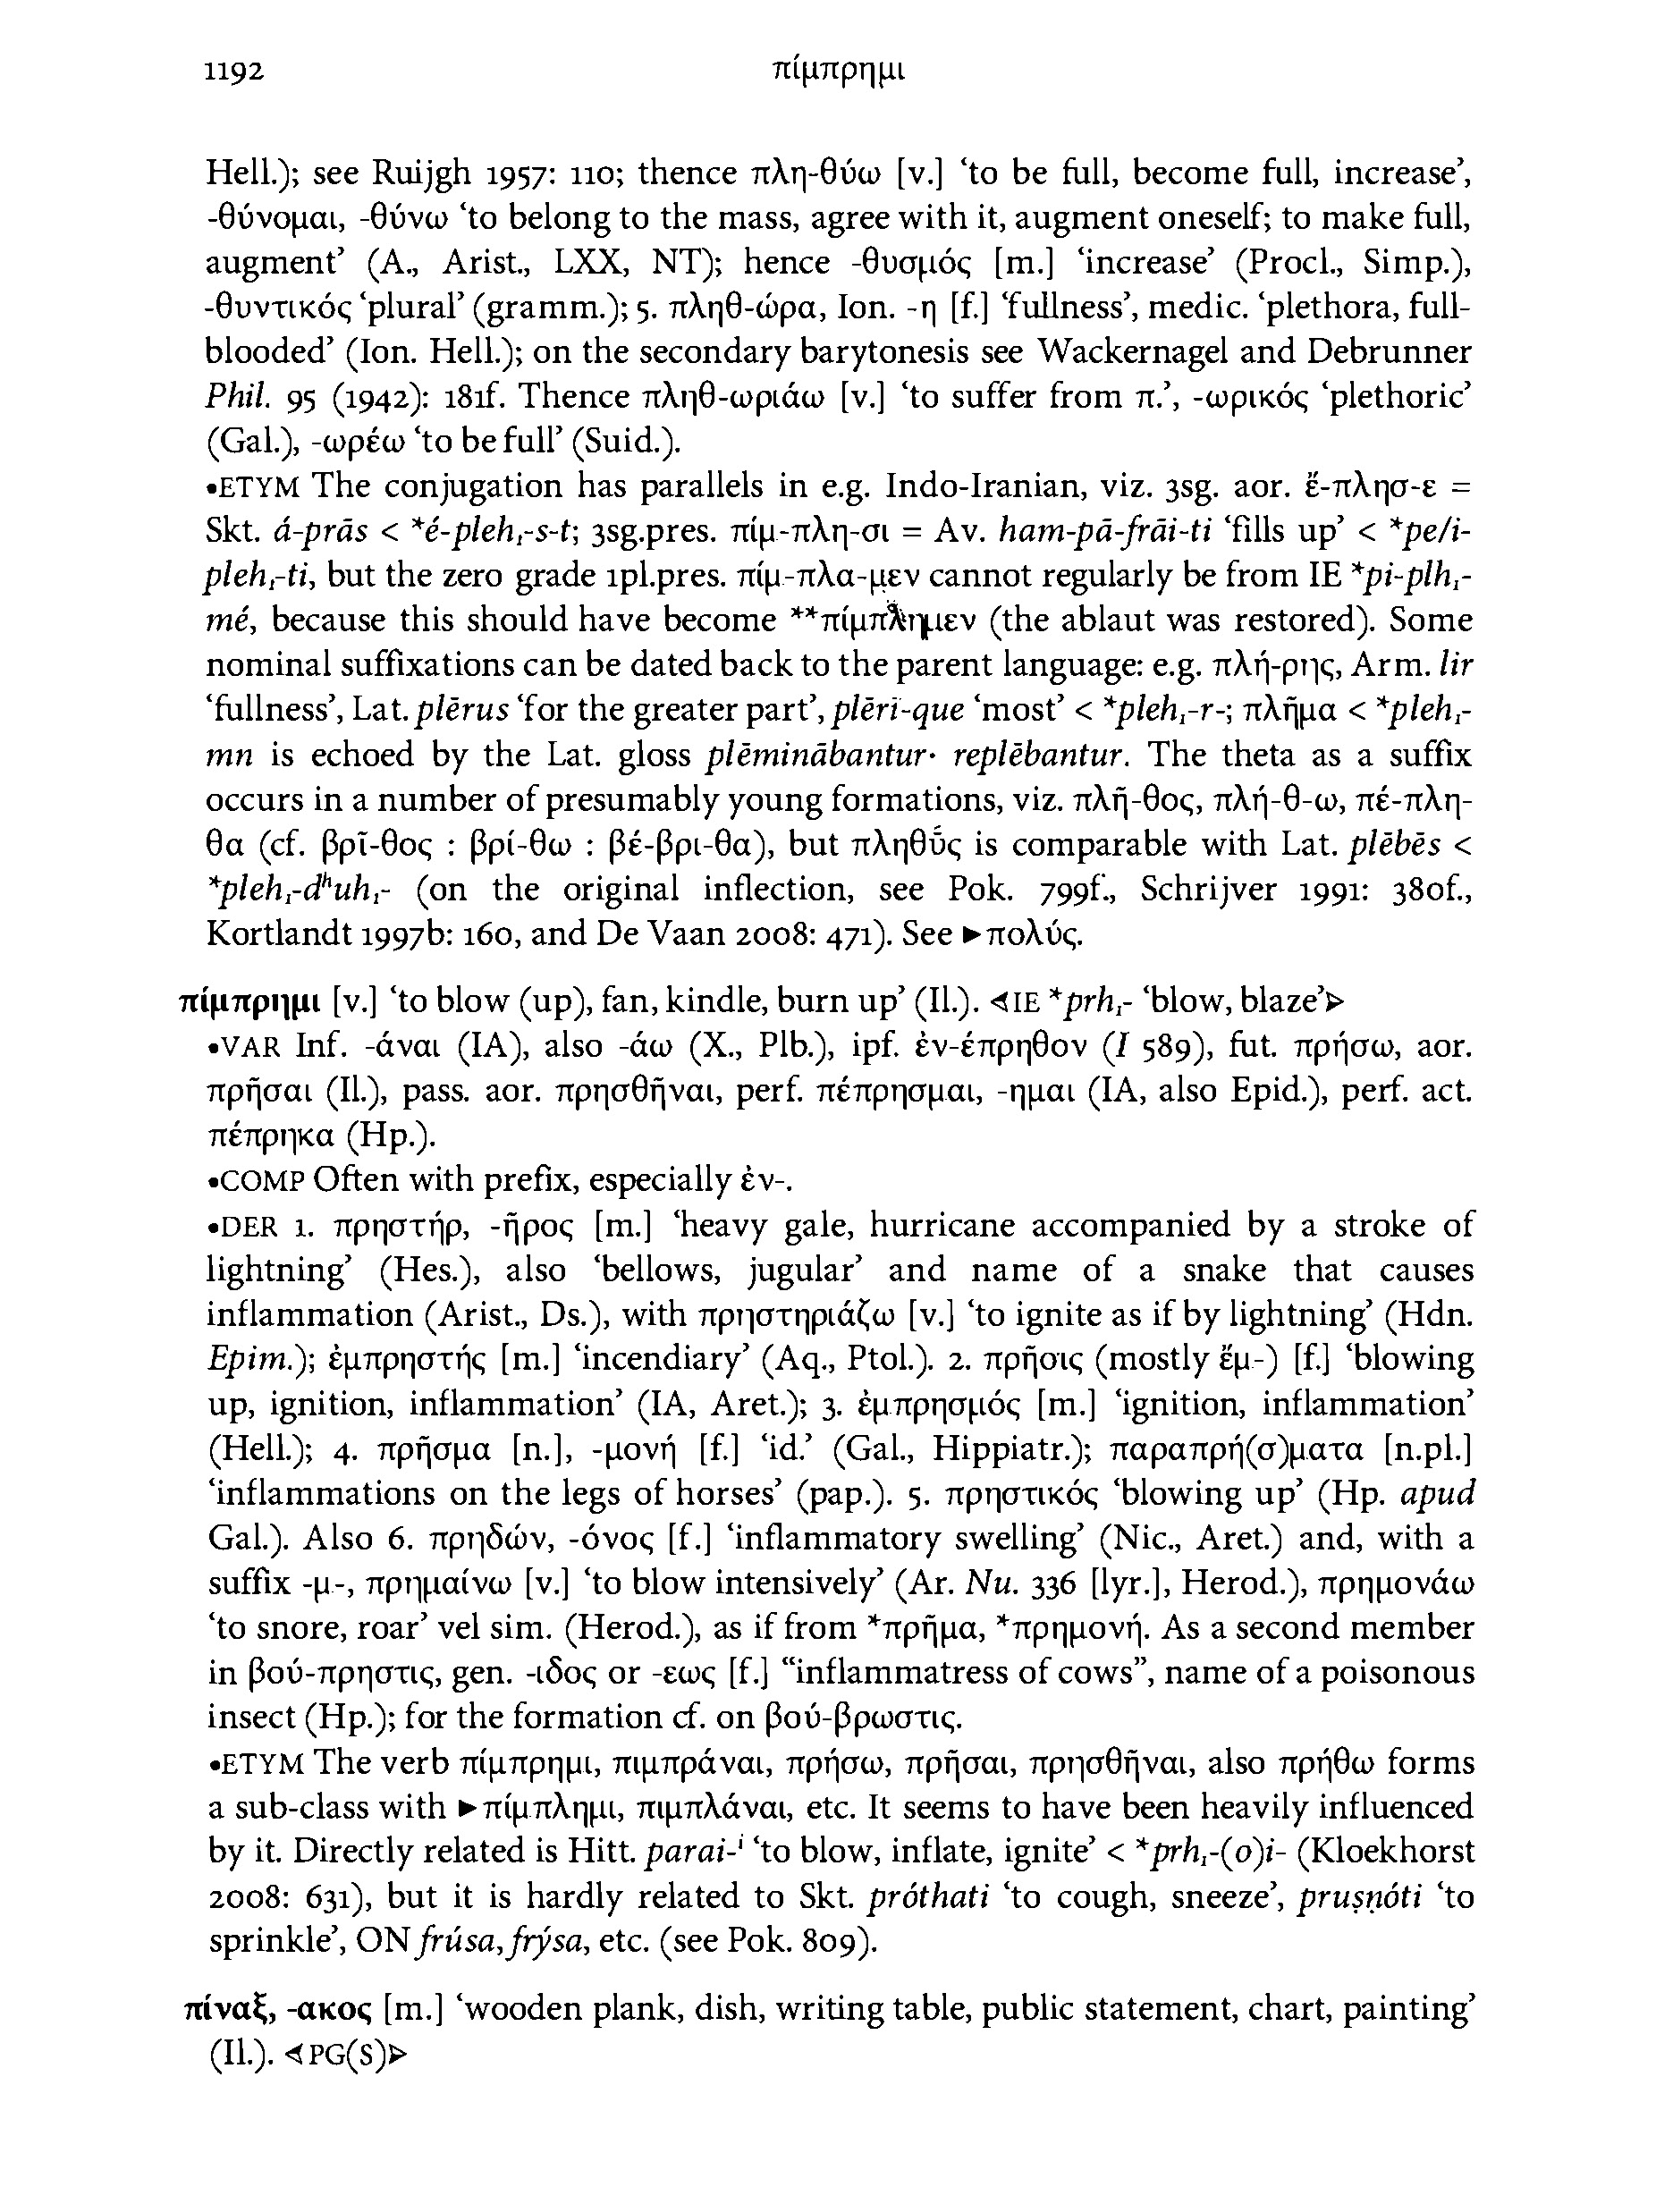 1192 πίμπρημι
Hell.); see Ruijgh 1957: 110; thence πλη-θύω [v.] ‘to be full, become full, increase’,
-θύνομαι, -θύνω ‘to belong to the mass, agree with it, augment oneself; to make full,
augment’ (A., Arist., LXX, NT); hence -θυσμός [m.] ‘increase’ (Procl., Simp.),
-θυντικός ‘plural’ (gramm.); 5. πληθ-ώρα, Ion. -η [f.] ‘fullness’, medic. ‘plethora, full-
blooded’ (Ion. Hell.); on the secondary barytonesis see Wackernagel and Debrunner
Phil. 95 (1942): 181f. Thence πληθ-ωριάω [v.] ‘to suffer from π.’, -ωρικός ‘plethoric’
(Gal.), -ωρέω ‘to be full’ (Suid.).
•ETYM The conjugation has parallels in e.g. Indo-Iranian, viz. 3sg. aor. ἔ-πλησ-ε =
Skt. á-prās < *é-pleh₁-s-t; 3sg.pres. πίμ-πλη-σι = Av. ham-pā-frāi-ti ‘fills up’ < *pe/i-
pleh₁-ti, but the zero grade 1pl.pres. πίμ-πλα-μεν cannot regularly be from IE *pi-plh₁-
mé, because this should have become **πίμπλημεν (the ablaut was restored). Some
nominal suffixations can be dated back to the parent language: e.g. πλή-ρης, Arm. lir
‘fullness’, Lat. plērus ‘for the greater part’, plērī-que ‘most’ < *pleh₁-r-; πλῆμα < *pleh₁-
mn is echoed by the Lat. gloss plēminābantur· replēbantur. The theta as a suffix
occurs in a number of presumably young formations, viz. πλῆ-θος, πλή-θ-ω, πέ-πλη-
θα (cf. βρῖ-θος : βρί-θω : βέ-βρι-θα), but πληθύ̄ς is comparable with Lat. plēbēs <
*pleh₁-dʰuh₁- (on the original inflection, see Pok. 799f., Schrijver 1991: 380f.,
Kortlandt 1997b: 160, and De Vaan 2008: 471). See ►πολύς.
πίμπρημι [v.] ‘to blow (up), fan, kindle, burn up’ (Il.). ⋖IE *prh₁- ‘blow, blaze’⋗
•VAR Inf. -άναι (IA), also -άω (X., Plb.), ipf. ἐν-έπρηθον (I 589), fut. πρήσω, aor.
πρῆσαι (Il.), pass. aor. πρησθῆναι, perf. πέπρησμαι, -ημαι (IA, also Epid.), perf. act.
πέπρηκα (Hp.).
•COMP Often with prefix, especially ἐν-.
•DER 1. πρηστήρ, -ῆρος [m.] ‘heavy gale, hurricane accompanied by a stroke of
lightning’ (Hes.), also ‘bellows, jugular’ and name of a snake that causes
inflammation (Arist., Ds.), with πρηστηριάζω [v.] ‘to ignite as if by lightning’ (Hdn.
Epim.); ἐμπρηστής [m.] ‘incendiary’ (Aq., Ptol.). 2. πρῆσις (mostly ἔμ-) [f.] ‘blowing
up, ignition, inflammation’ (IA, Aret.); 3. ἐμπρησμός [m.] ‘ignition, inflammation’
(Hell.); 4. πρῆσμα [n.], -μονή [f.] ‘id.’ (Gal., Hippiatr.); παραπρή(σ)ματα [n.pl.]
‘inflammations on the legs of horses’ (pap.). 5. πρηστικός ‘blowing up’ (Hp. apud
Gal.). Also 6. πρηδών, -όνος [f.] ‘inflammatory swelling’ (Nic., Aret.) and, with a
suffix -μ-, πρημαίνω [v.] ‘to blow intensively’ (Ar. Nu. 336 [lyr.], Herod.), πρημονάω
‘to snore, roar’ vel sim. (Herod.), as if from *πρῆμα, *πρημονή. As a second member
in βού-πρηστις, gen. -ιδος or -εως [f.] “inflammatress of cows”, name of a poisonous
insect (Hp.); for the formation cf. on βού-βρωστις.
•ETYM The verb πίμπρημι, πιμπράναι, πρήσω, πρῆσαι, πρησθῆναι, also πρήθω forms
a sub-class with ►πίμπλημι, πιμπλάναι, etc. It seems to have been heavily influenced
by it. Directly related is Hitt. parai-ⁱ ‘to blow, inflate, ignite’ < *prh₁-(o)i- (Kloekhorst
2008: 631), but it is hardly related to Skt. próthati ‘to cough, sneeze’, pruṣṇóti ‘to
sprinkle’, ON frúsa, frýsa, etc. (see Pok. 809).
πίναξ, -ακος [m.] ‘wooden plank, dish, writing table, public statement, chart, painting’
(Il.). ⋖PG(S)⋗